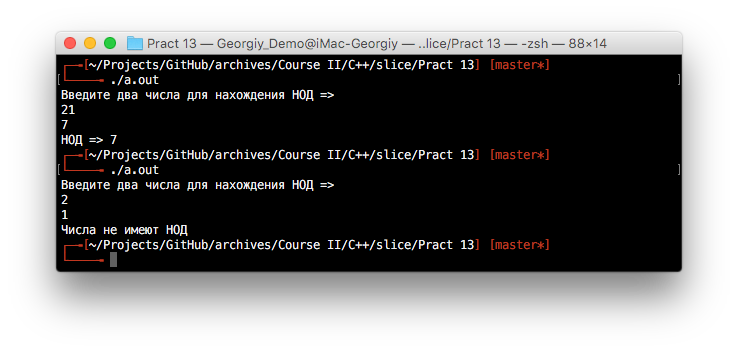 Pract 13 — Georgiy_Demo@iMac-Georgiy — ..lice/Pract 13 — -zsh — 88×14
[~/Projects/GitHub/archives/Course II/C++/slice/Pract 13] [master*]
./a.out
Введите два числа для нахождения НОД =>
21
7
НОД => 7
[~/Projects/GitHub/archives/Course II/C++/slice/Pract 13] [master*]
./a.out
Введите два числа для нахождения НОД =>
2
1
Числа не имеют НОД
[~/Projects/GitHub/archives/Course II/C++/slice/Pract 13] [master*]